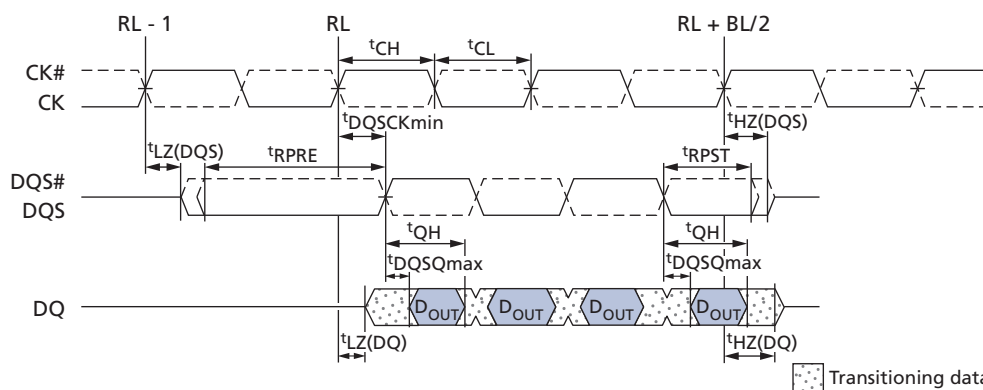 RL - 1 RL RL + BL/2
tCH tCL
CK#
CK
tDQSCKmin tHZ(DQS)
tLZ(DQS) tRPRE tRPST
DQS#
DQS
tQH tQH
tDQSQmax tDQSQmax
DQ DOUT DOUT DOUT DOUT
tLZ(DQ) tHZ(DQ)
Transitioning data